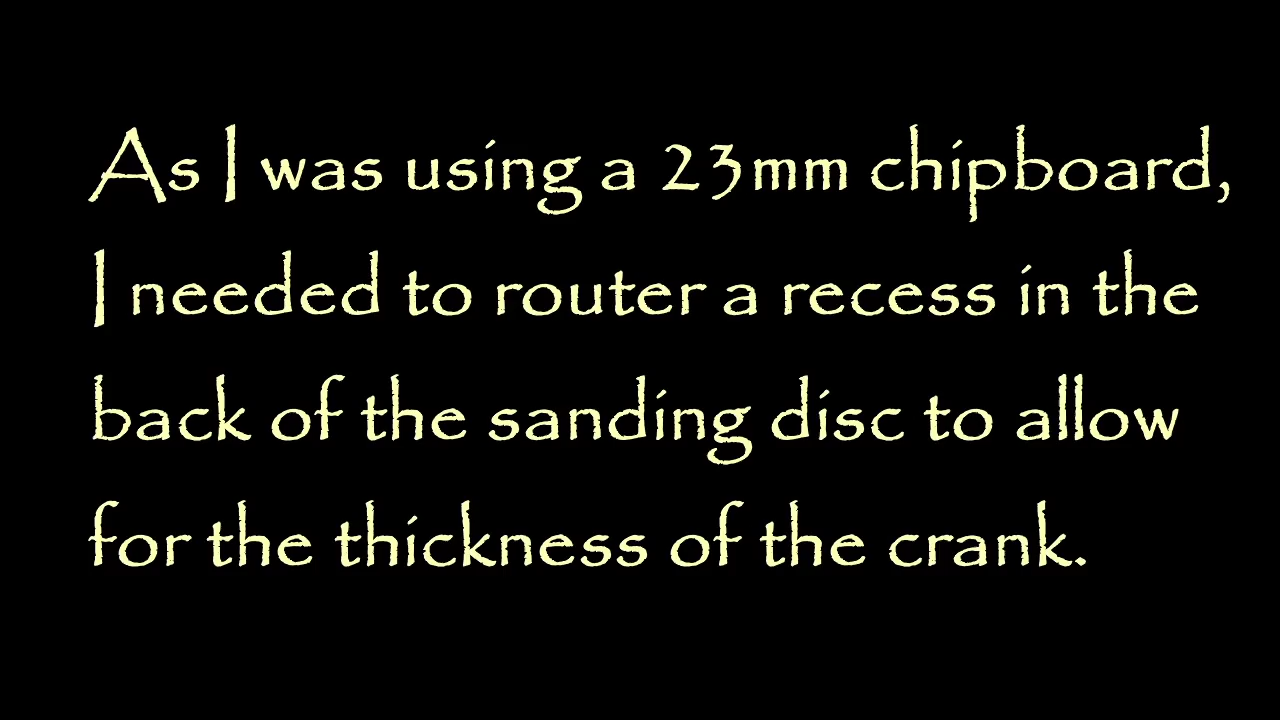 As I was using a 23mm chipboard,
I needed to router a recess in the
back of the sanding disc to allow
for the thickness of the crank.